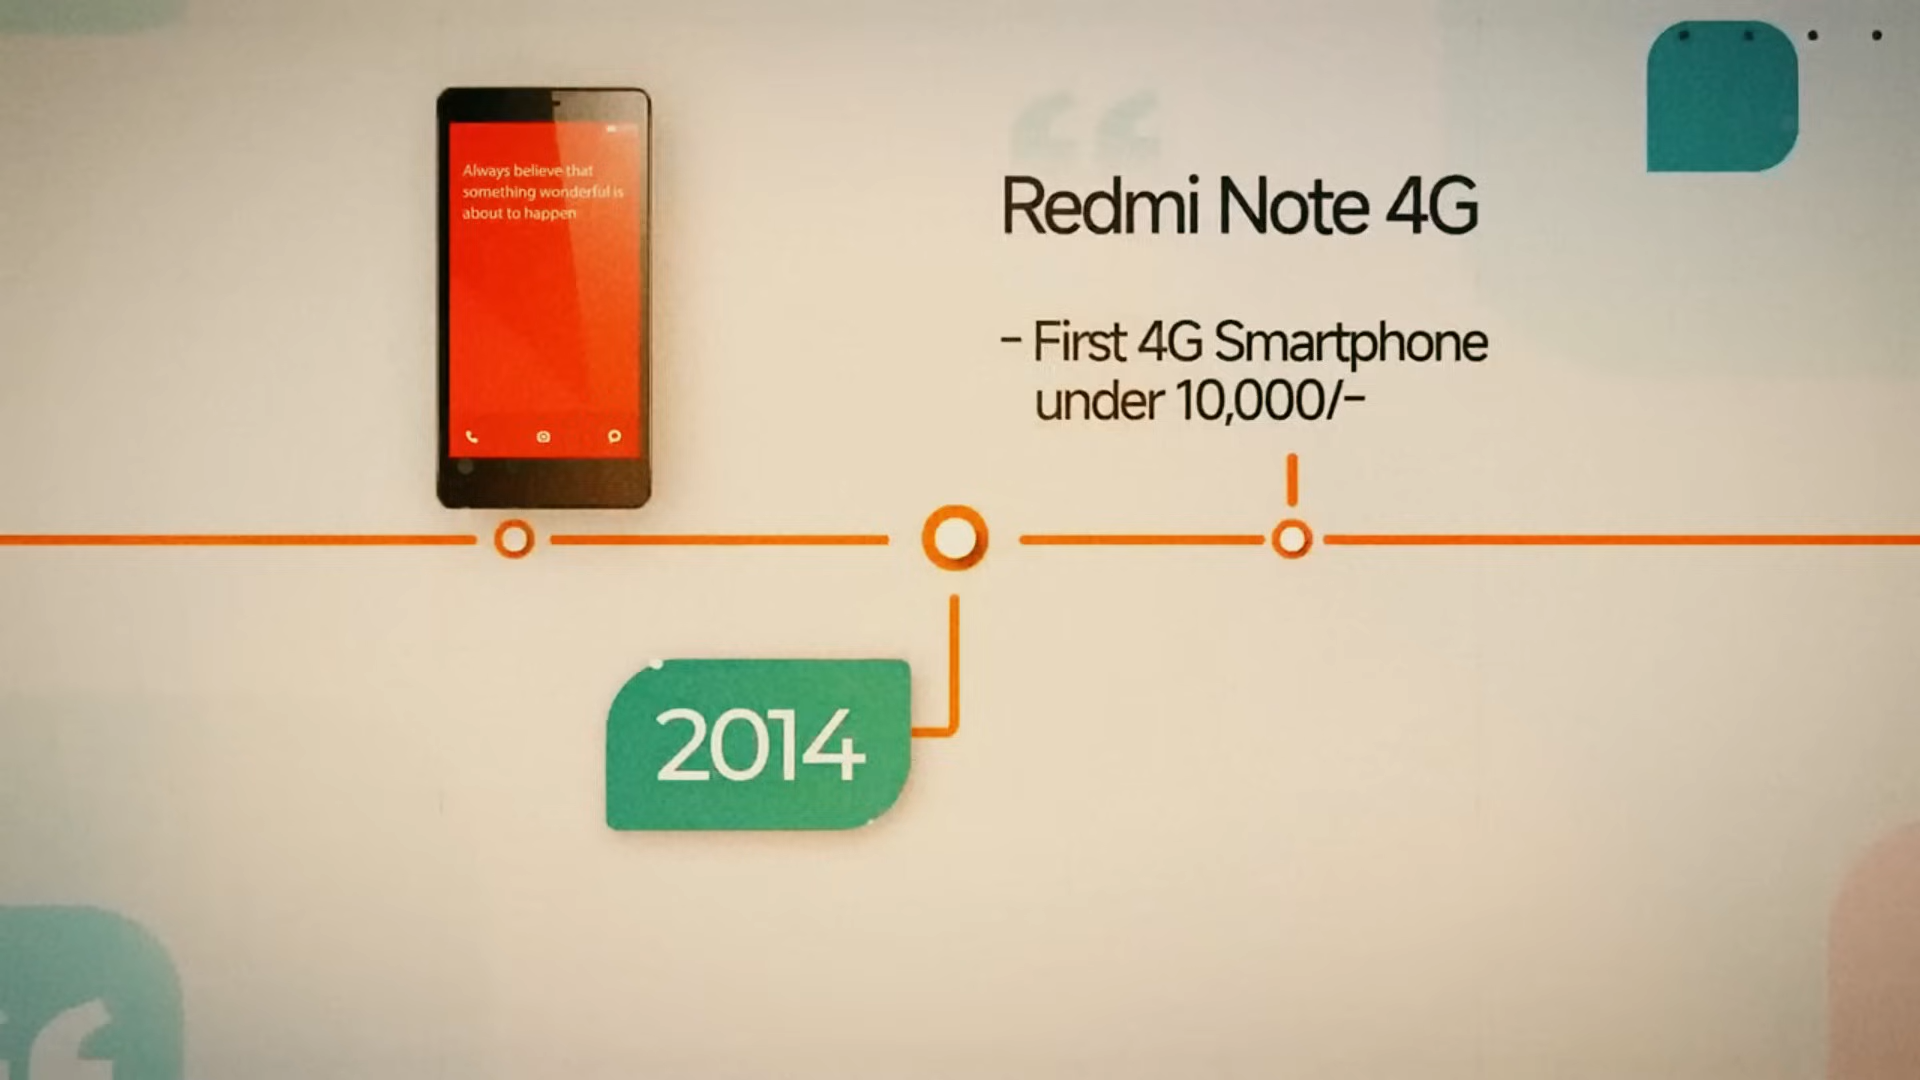 Always believe that
something wonderful is
about to happen
Redmi Note 4G
- First 4G Smartphone
under 10,000/-
2014